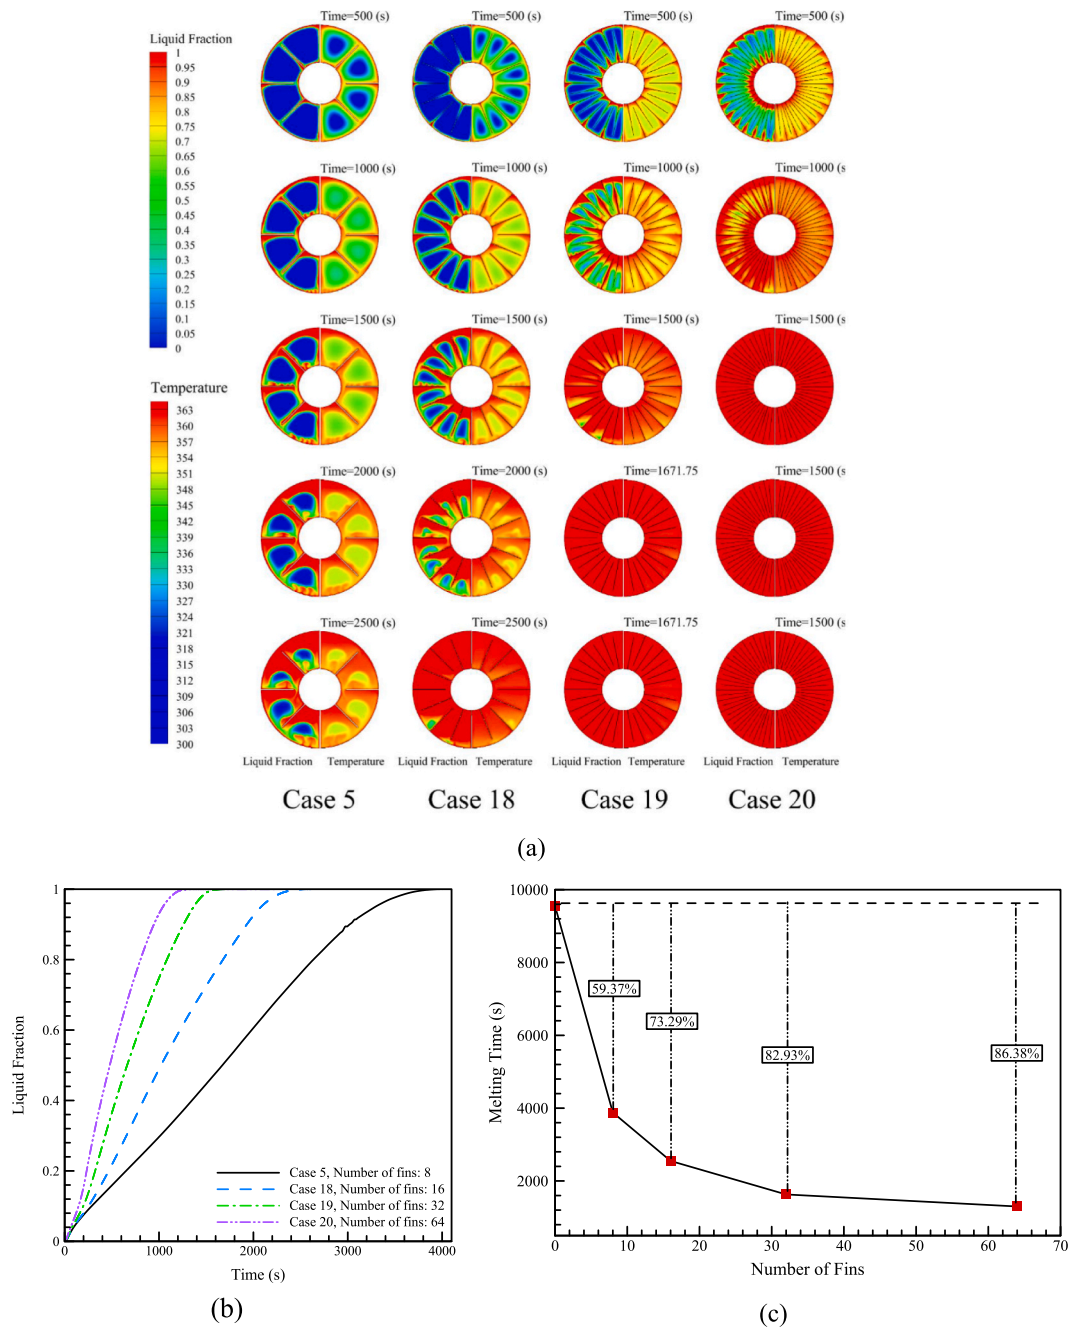 Time=500 (s) Time=500 (s) Time=500 (s) Time=500 (s
Liquid Fraction
1
0.95
0.9
0.85
0.8
0.75
0.7
0.65
0.6
0.55
0.5
0.45
0.4
0.35
0.3
0.25
0.2
0.15
0.1
0.05
0
Time=1000 (s) Time=1000 (s) Time=1000 (s) Time=1000 (s
Time=1500 (s) Time=1500 (s) Time=1500 (s) Time=1500 (s
Temperature
363
360
357
354
351
348
345
342
339
336
333
330
327
324
321
318
315
312
309
306
303
300
Time=2000 (s) Time=2000 (s) Time=1671.75 Time=1500 (s
Time=2500 (s) Time=2500 (s) Time=1671.75 Time=1500 (s
Liquid Fraction Temperature Liquid Fraction Temperature Liquid Fraction Temperature Liquid Fraction Temperature
Case 5 Case 18 Case 19 Case 20
(a)
Liquid Fraction
1
0.8
0.6
0.4
0.2
0
Case 5, Number of fins: 8
Case 18, Number of fins: 16
Case 19, Number of fins: 32
Case 20, Number of fins: 64
0 1000 2000 3000 4000
Time (s)
(b)
Melting Time (s)
10000
8000
6000
4000
2000
59.37%
73.29%
82.93%
86.38%
0 10 20 30 40 50 60 70
Number of Fins
(c)